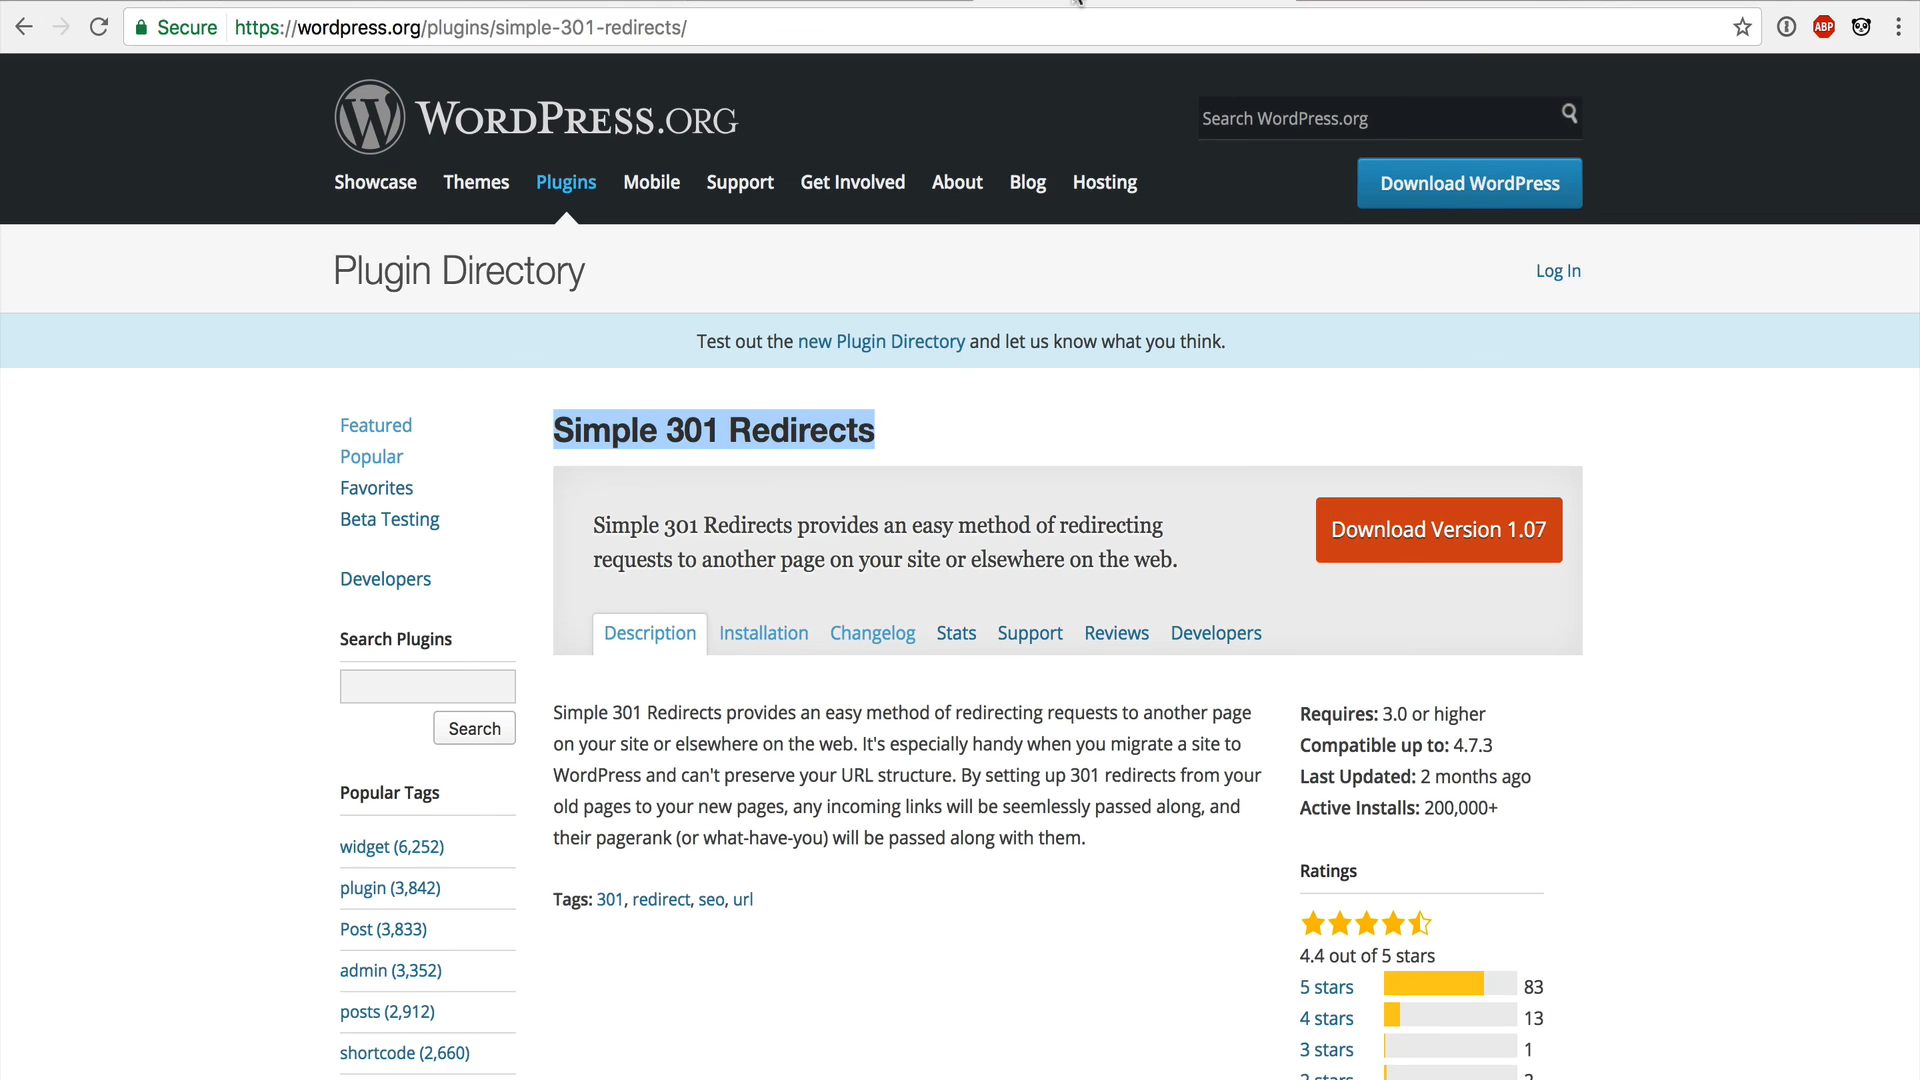 Secure https://wordpress.org/plugins/simple-301-redirects/
ABP
WORDPRESS.ORG
Search WordPress.org
Showcase Themes Plugins Mobile Support Get Involved About Blog Hosting
Download WordPress
Plugin Directory
Log In
Test out the new Plugin Directory and let us know what you think.
Featured
Popular
Favorites
Beta Testing
Developers
Search Plugins
Search
Popular Tags
widget (6,252)
plugin (3,842)
Post (3,833)
admin (3,352)
posts (2,912)
shortcode (2,660)
Simple 301 Redirects
Simple 301 Redirects provides an easy method of redirecting
requests to another page on your site or elsewhere on the web.
Download Version 1.07
Description Installation Changelog Stats Support Reviews Developers
Simple 301 Redirects provides an easy method of redirecting requests to another page
on your site or elsewhere on the web. It's especially handy when you migrate a site to
WordPress and can't preserve your URL structure. By setting up 301 redirects from your
old pages to your new pages, any incoming links will be seemlessly passed along, and
their pagerank (or what-have-you) will be passed along with them.
Tags: 301, redirect, seo, url
Requires: 3.0 or higher
Compatible up to: 4.7.3
Last Updated: 2 months ago
Active Installs: 200,000+
Ratings
4.4 out of 5 stars
5 stars 83
4 stars 13
3 stars 1